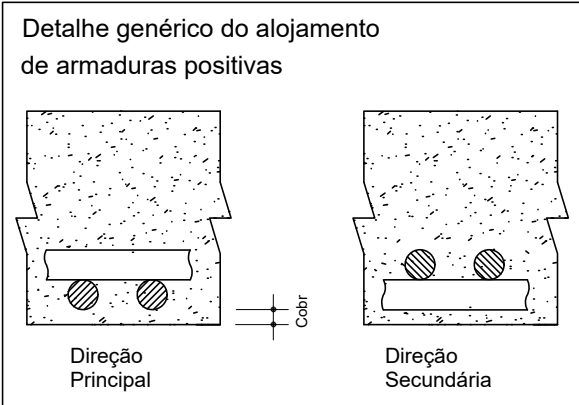 Detalhe genérico do alojamento
de armaduras positivas
Cobr
Direção
Principal
Direção
Secundária